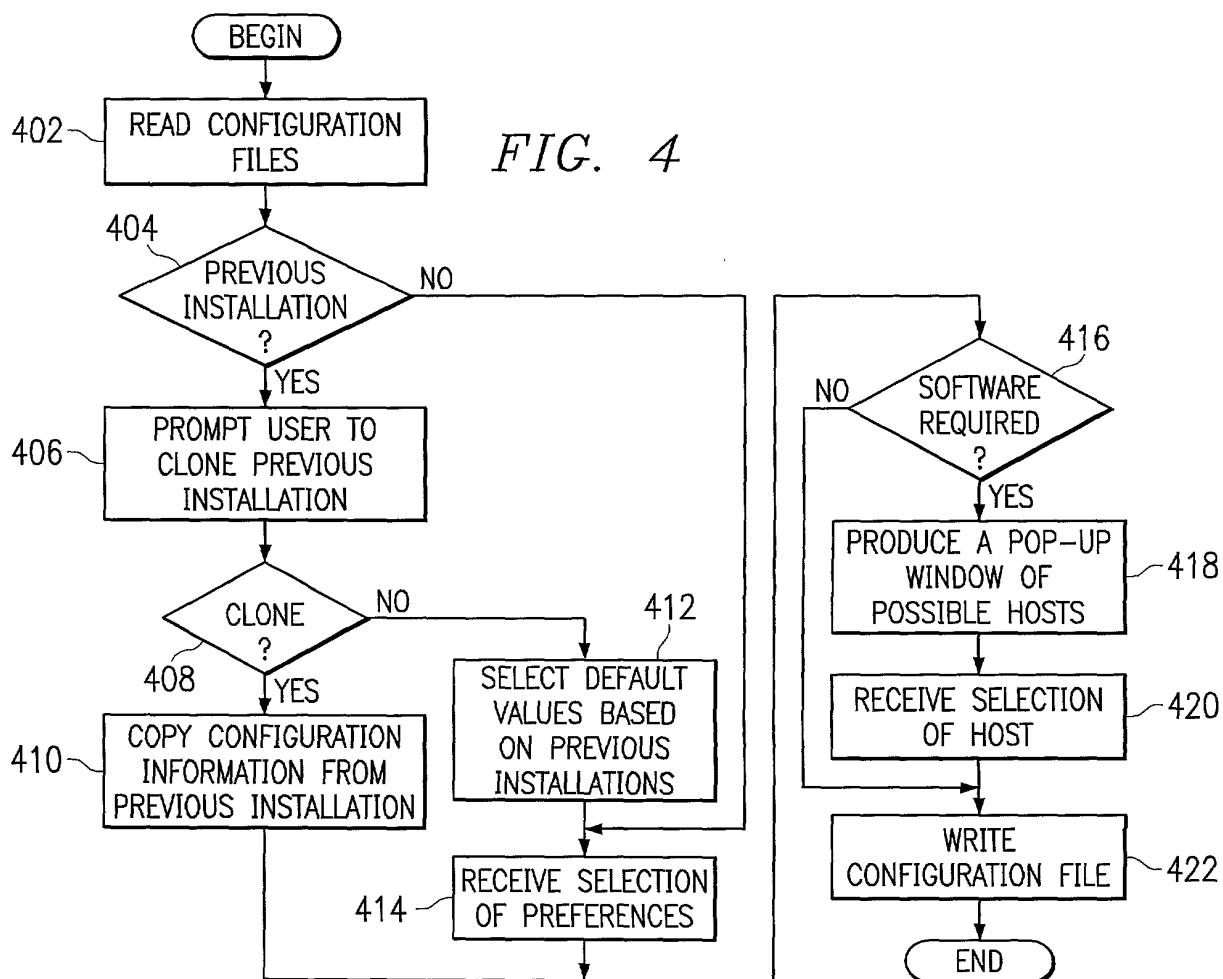 BEGIN
402
READ CONFIGURATION
FILES
FIG. 4
404
PREVIOUS
INSTALLATION
?
NO
YES
406
PROMPT USER TO
CLONE PREVIOUS
INSTALLATION
CLONE
?
408
NO
YES
410
COPY CONFIGURATION
INFORMATION FROM
PREVIOUS INSTALLATION
412
SELECT DEFAULT
VALUES BASED
ON PREVIOUS
INSTALLATIONS
414
RECEIVE SELECTION
OF PREFERENCES
416
SOFTWARE
REQUIRED
?
NO
YES
PRODUCE A POP-UP
WINDOW OF
POSSIBLE HOSTS
418
RECEIVE SELECTION
OF HOST
420
WRITE
CONFIGURATION FILE
422
END